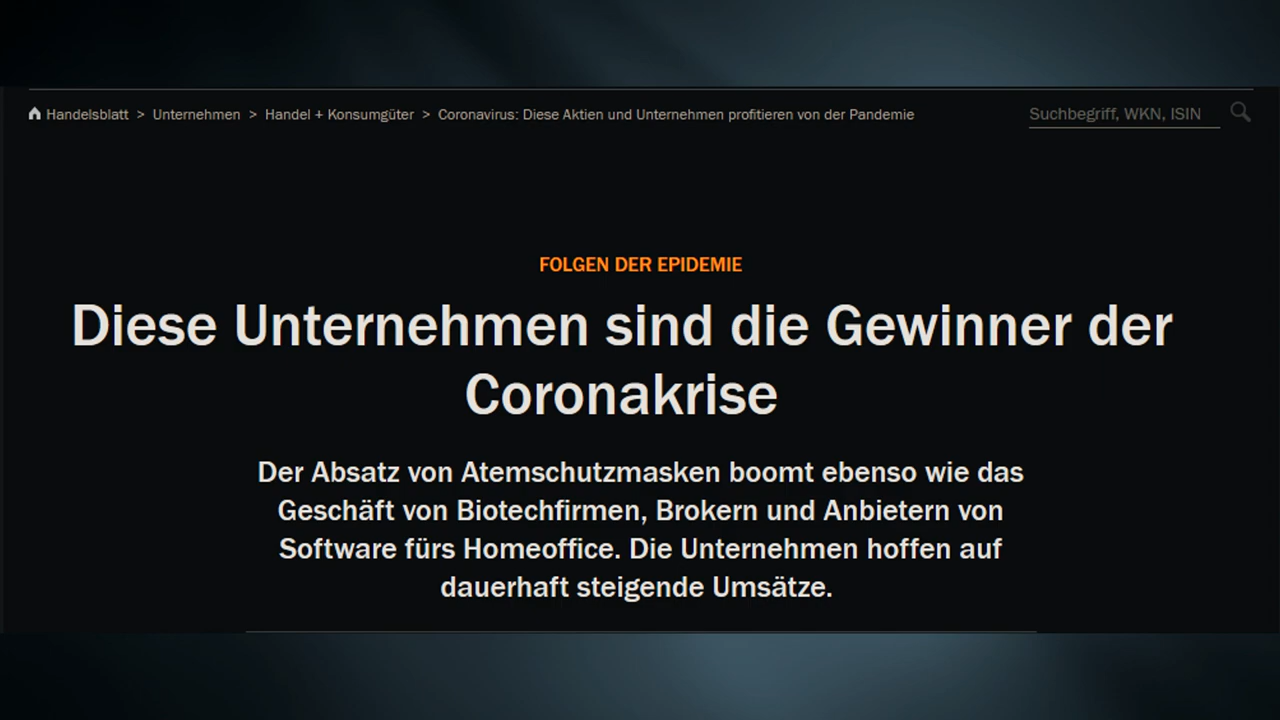 Handelsblatt > Unternehmen > Handel + Konsumgüter > Coronavirus: Diese Aktien und Unternehmen profitieren von der Pandemie
Suchbegriff, WKN, ISIN
FOLGEN DER EPIDEMIE
Diese Unternehmen sind die Gewinner der
Coronakrise
Der Absatz von Atemschutzmasken boomt ebenso wie das
Geschäft von Biotechfirmen, Brokern und Anbietern von
Software fürs Homeoffice. Die Unternehmen hoffen auf
dauerhaft steigende Umsätze.